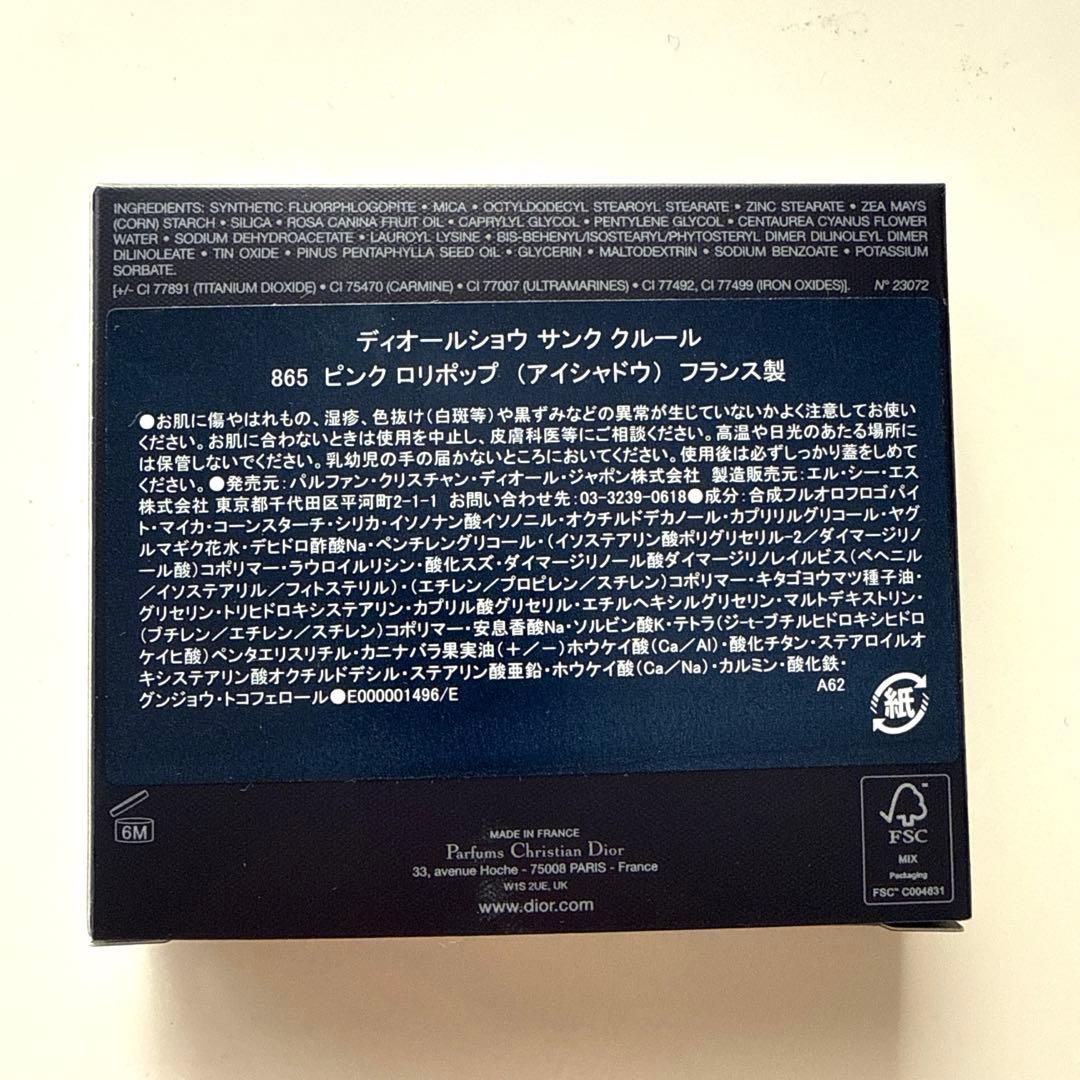 INGREDIENTS: SYNTHETIC FLUORPHLOGOPITE • MICA • OCTYLDODECYL STEAROYL STEARATE • ZINC STEARATE • ZEA MAYS
(CORN) STARCH • SILICA • ROSA CANINA FRUIT OIL • CAPRYLYL GLYCOL • PENTYLENE GLYCOL • CENTAUREA CYANUS FLOWER
WATER • SODIUM DEHYDROACETATE • LAUROYL LYSINE • BIS-BEHENYL/ISOSTEARYL/PHYTOSTERYL DIMER DILINOLEYL DIMER
DILINOLEATE • TIN OXIDE • PINUS PENTAPHYLLA SEED OIL • GLYCERIN • MALTODEXTRIN • SODIUM BENZOATE • POTASSIUM
SORBATE.
[+/- CI 77891 (TITANIUM DIOXIDE) • CI 75470 (CARMINE) • CI 77007 (ULTRAMARINES) • CI 77492, CI 77499 (IRON OXIDES)]. N° 23072
ディオールショウ サンク クルール
865 ピンク ロリポップ （アイシャドウ） フランス製
●お肌に傷やはれもの、湿疹、色抜け(白斑等)や黒ずみなどの異常が生じていないかよく注意してお使い
ください。お肌に合わないときは使用を中止し、皮膚科医等にご相談ください。高温や日光のあたる場所に
は保管しないでください。乳幼児の手の届かないところにおいてください。使用後は必ずしっかり蓋をしめて
ください。●発売元：パルファン・クリスチャン・ディオール・ジャポン株式会社 製造販売元：エル・シー・エス
株式会社 東京都千代田区平河町2-1-1 お問い合わせ先：03-3239-0618●成分：合成フルオロフロゴパイ
ト・マイカ・コーンスターチ・シリカ・イソノナン酸イソノニル・オクチルドデカノール・カプリリルグリコール・ヤグ
ルマギク花水・デヒドロ酢酸Na・ペンチレングリコール・(イソステアリン酸ポリグリセリル-2／ダイマージリノ
ール酸)コポリマー・ラウロイルリシン・酸化スズ・ダイマージリノール酸ダイマージリノレイルビス(ベヘニル
／イソステアリル／フィトステリル)・(エチレン／プロピレン／スチレン)コポリマー・キタゴヨウマツ種子油・
グリセリン・トリヒドロキシステアリン・カプリル酸グリセリル・エチルヘキシルグリセリン・マルトデキストリン・
(ブチレン／エチレン／スチレン)コポリマー・安息香酸Na・ソルビン酸K・テトラ(ジ-t-ブチルヒドロキシヒドロ
ケイヒ酸)ペンタエリスリチル・カニナバラ果実油(＋／－)ホウケイ酸(Ca／Al)・酸化チタン・ステアロイルオ
キシステアリン酸オクチルドデシル・ステアリン酸亜鉛・ホウケイ酸(Ca／Na)・カルミン・酸化鉄・
グンジョウ・トコフェロール●E000001496/E
A62
紙
6M
MADE IN FRANCE
Parfums Christian Dior
33, avenue Hoche - 75008 PARIS - France
W1S 2UE, UK
www.dior.com
FSC
MIX
Packaging
FSC™ C004631